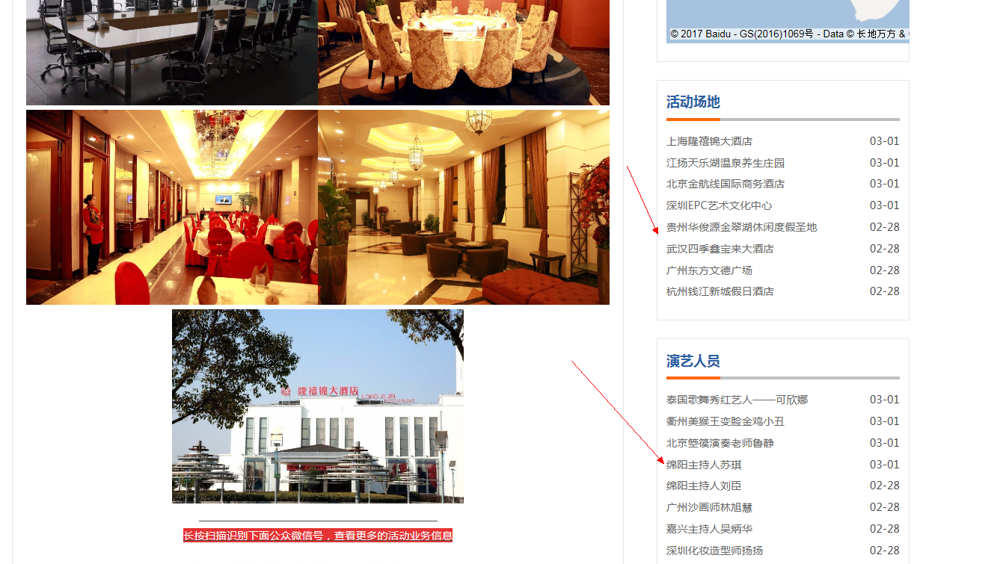 隆禧锦大酒店
LONG XI JIN
RESTAURANT
长按扫描识别下面公众微信号，查看更多的活动业务信息
© 2017 Baidu - GS(2016)1069号 - Data © 长地万方 &
活动场地
上海隆禧锦大酒店 03-01
江扬天乐湖温泉养生庄园 03-01
北京金航线国际商务酒店 03-01
深圳EPC艺术文化中心 03-01
贵州华俊源金翠湖休闲度假圣地 02-28
武汉四季鑫宝来大酒店 02-28
广州东方文德广场 02-28
杭州钱江新城假日酒店 02-28
演艺人员
泰国歌舞秀红艺人——可欣娜 03-01
衢州美猴王变脸金鸡小丑 03-01
北京箜篌演奏老师鲁静 03-01
绵阳主持人苏琪 03-01
绵阳主持人刘臣 02-28
广州沙画师林旭慧 02-28
嘉兴主持人吴炳华 02-28
深圳化妆造型师扬扬 02-28